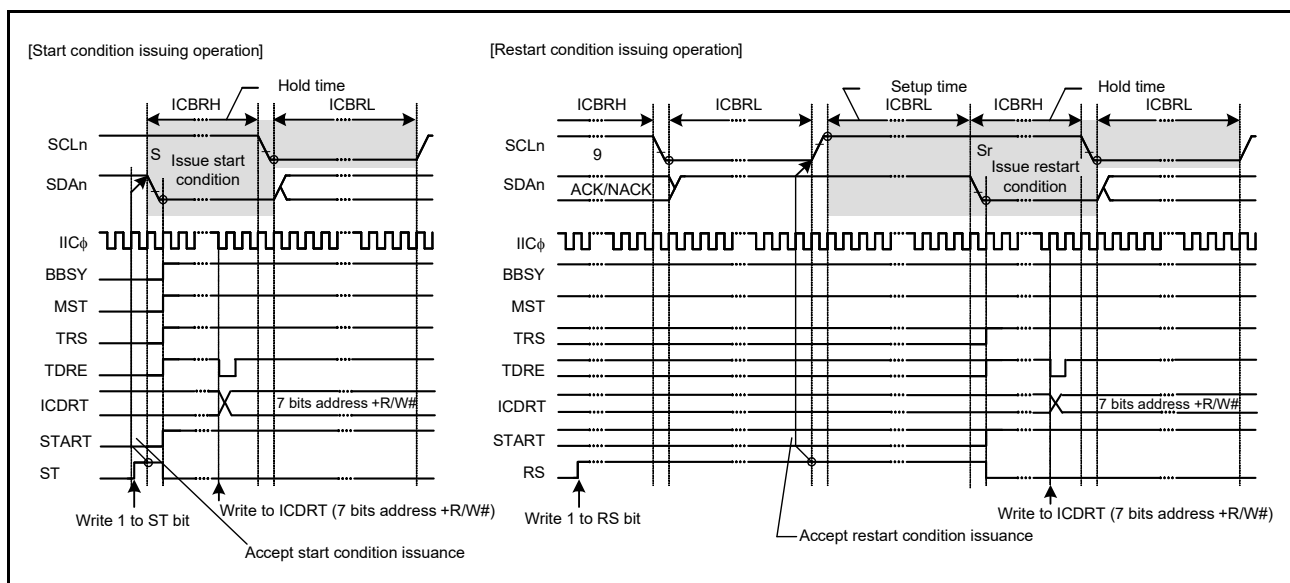 [Start condition issuing operation]
ICBRH
Hold time
ICBRL
SCLn
S
Issue start
condition
SDAn
IICφ
BBSY
MST
TRS
TDRE
ICDRT
7 bits address +R/W#
START
ST
Write 1 to ST bit
Write to ICDRT (7 bits address +R/W#)
Accept start condition issuance
[Restart condition issuing operation]
ICBRH
ICBRL
Setup time
ICBRL
ICBRH
Hold time
ICBRL
SCLn
9
Sr
Issue restart
condition
SDAn
ACK/NACK
IICφ
BBSY
MST
TRS
TDRE
ICDRT
7 bits address +R/W#
START
RS
Write 1 to RS bit
Write to ICDRT (7 bits address +R/W#)
Accept restart condition issuance